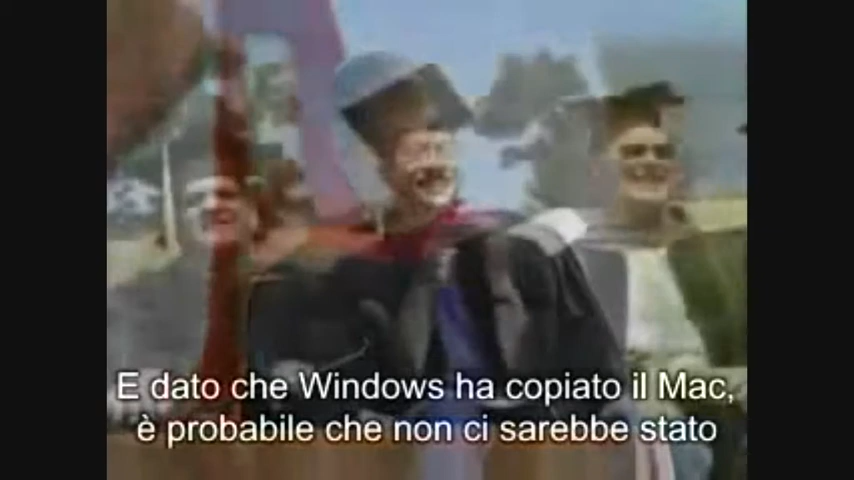 E dato che Windows ha copiato il Mac,
è probabile che non ci sarebbe stato